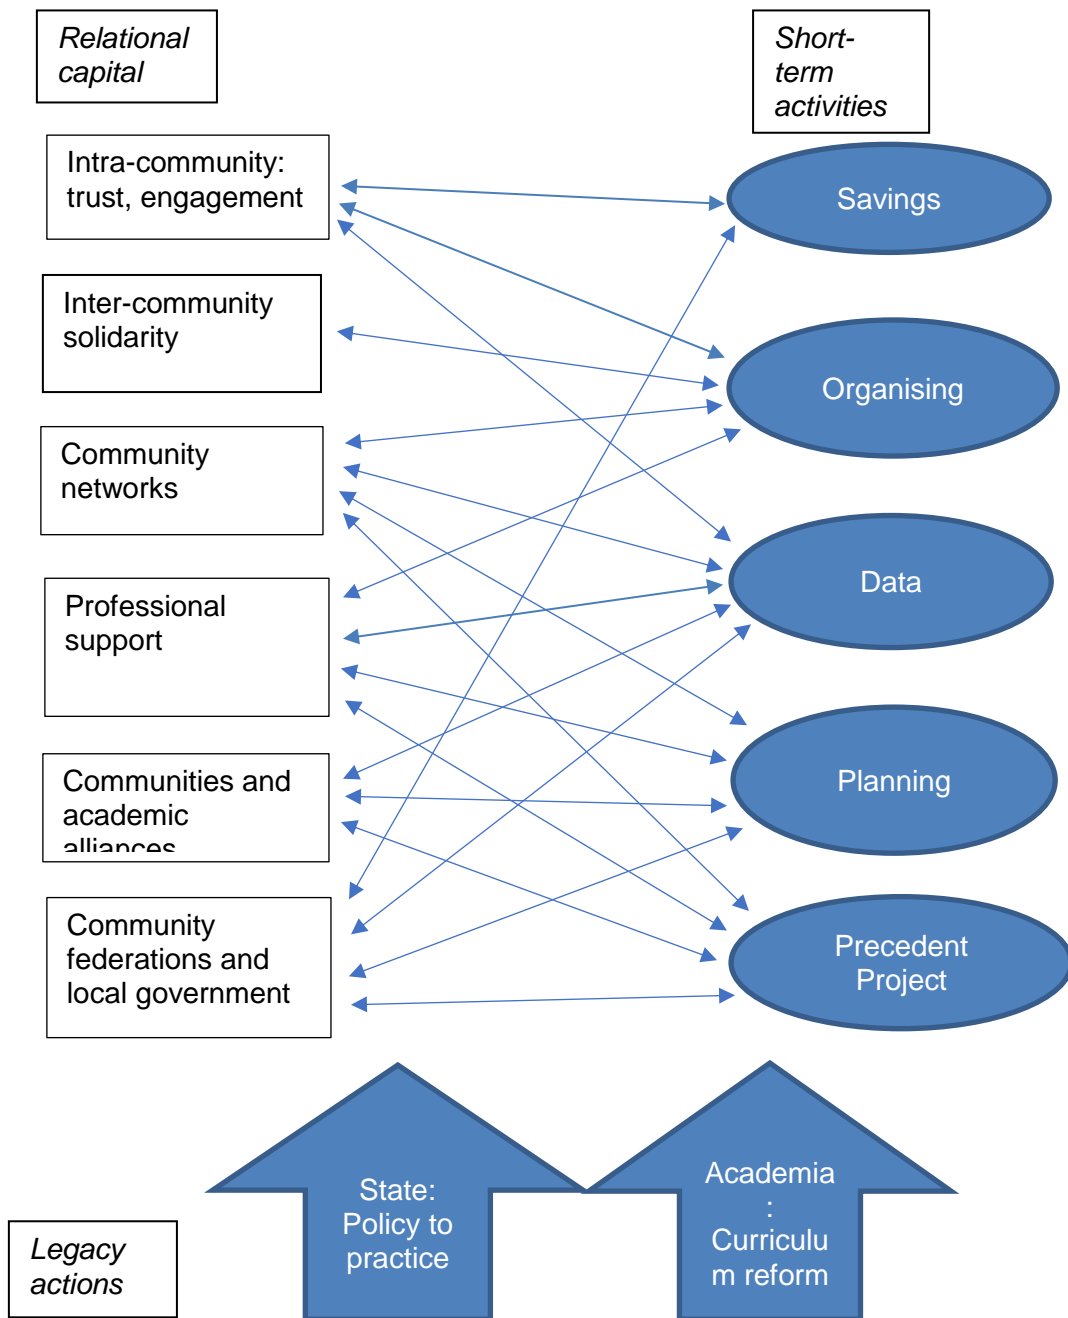 Relational
capital
Short-
term
activities
Intra-community:
trust, engagement
Savings
Inter-community
solidarity
Organising
Community
networks
Data
Professional
support
Planning
Communities and
academic
alliances
Community
federations and
local government
Precedent
Project
State:
Policy to
practice
Academia
:
Curriculu
m reform
Legacy
actions